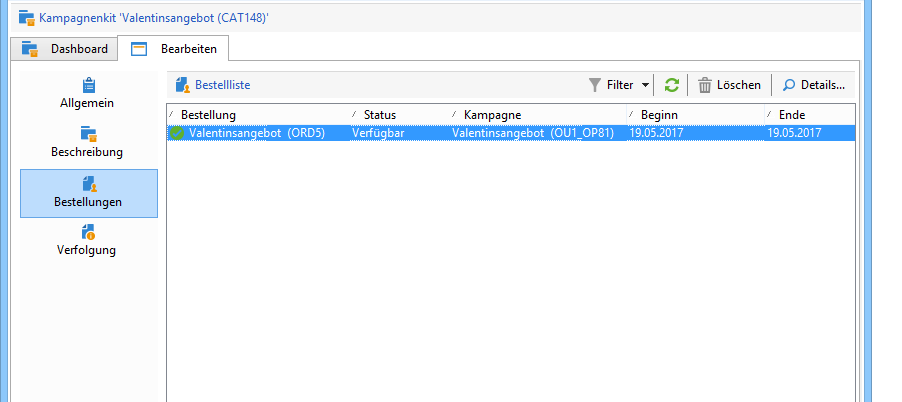 Kampagnenkit 'Valentinsangebot (CAT148)'
Dashboard Bearbeiten
Allgemein
Beschreibung
Bestellungen
Verfolgung
Bestellliste Filter Löschen Details...
Bestellung Status Kampagne Beginn Ende
Valentinsangebot (ORD5) Verfügbar Valentinsangebot (OU1_OP81) 19.05.2017 19.05.2017